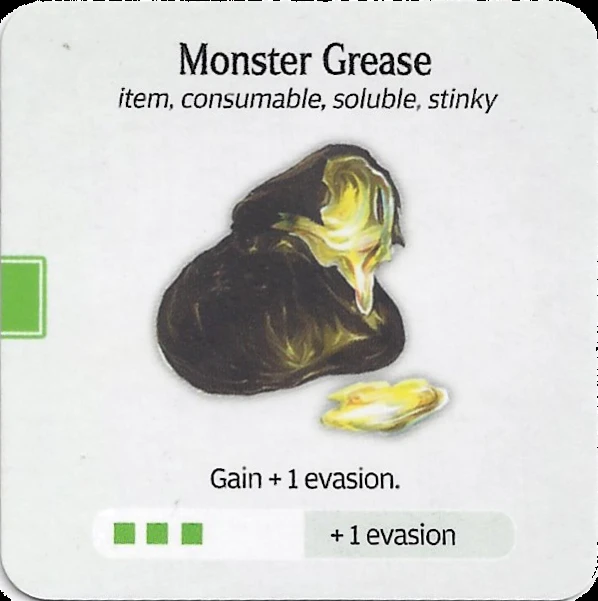 Monster Grease
item, consumable, soluble, stinky
Gain +1 evasion.
+1 evasion